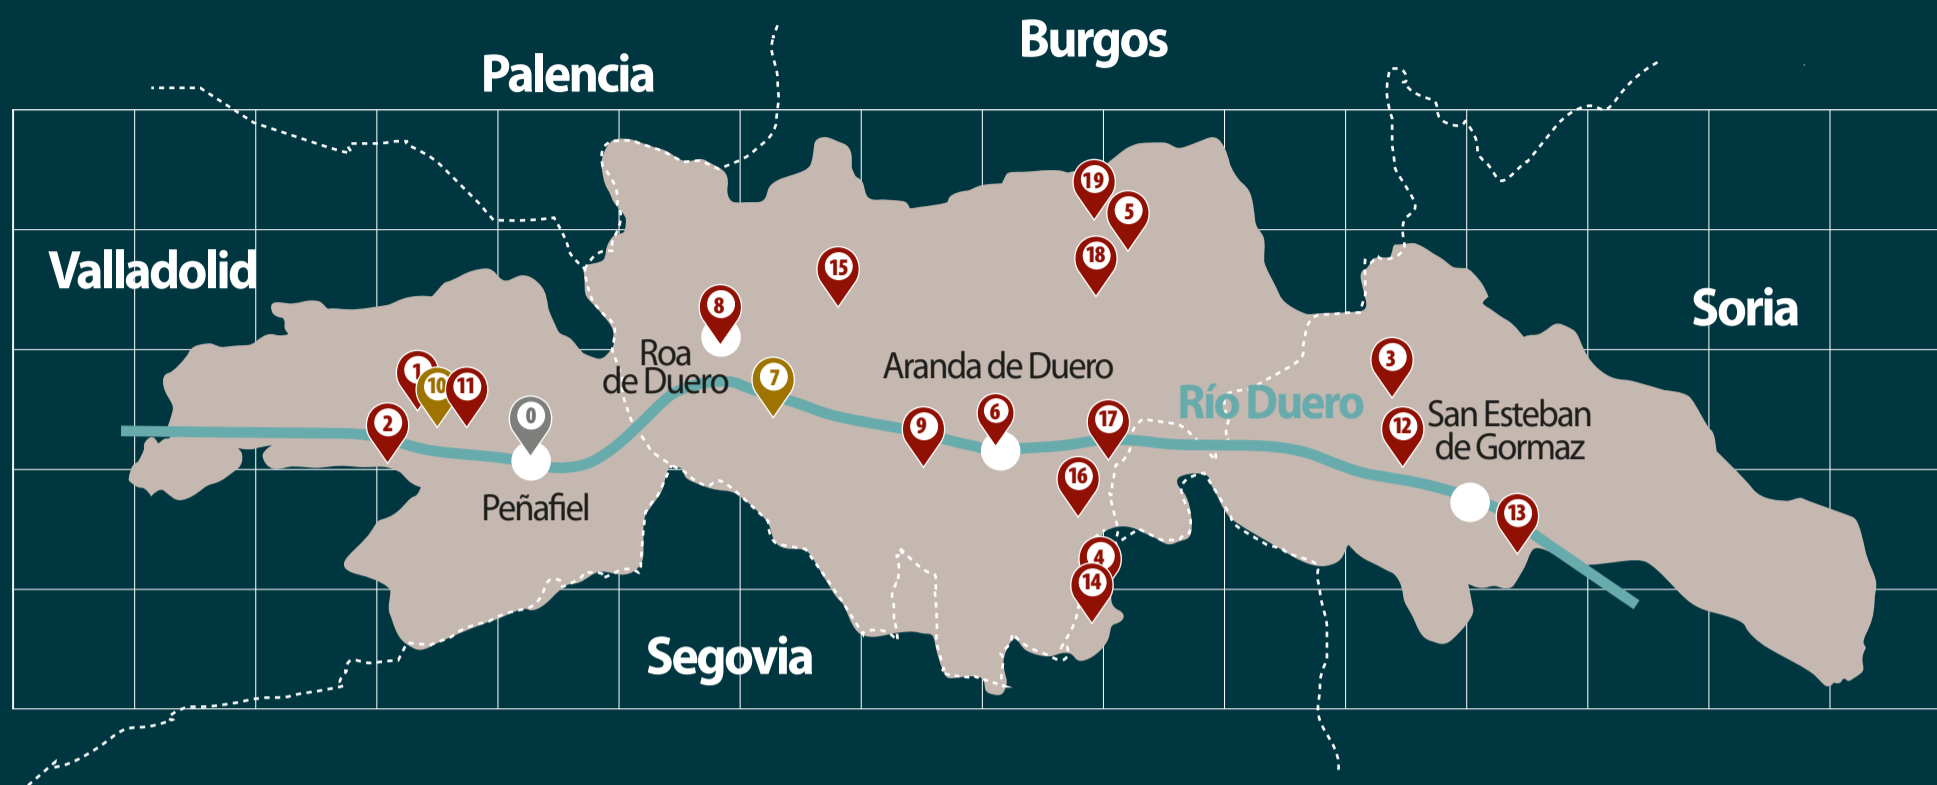 Burgos
Palencia
19
5
18
Valladolid
15
8
Soria
Roa
de Duero
Aranda de Duero
3
1
10
11
7
Río Duero
2
0
9
6
17
12
San Esteban
de Gormaz
16
Peñafiel
13
4
14
Segovia